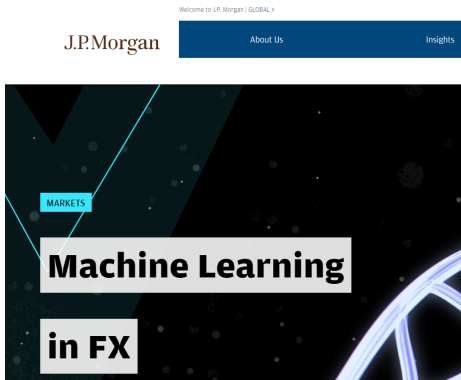 Welcome to J.P. Morgan | GLOBAL >
J.P.Morgan
About Us
Insights
MARKETS
Machine Learning
in FX